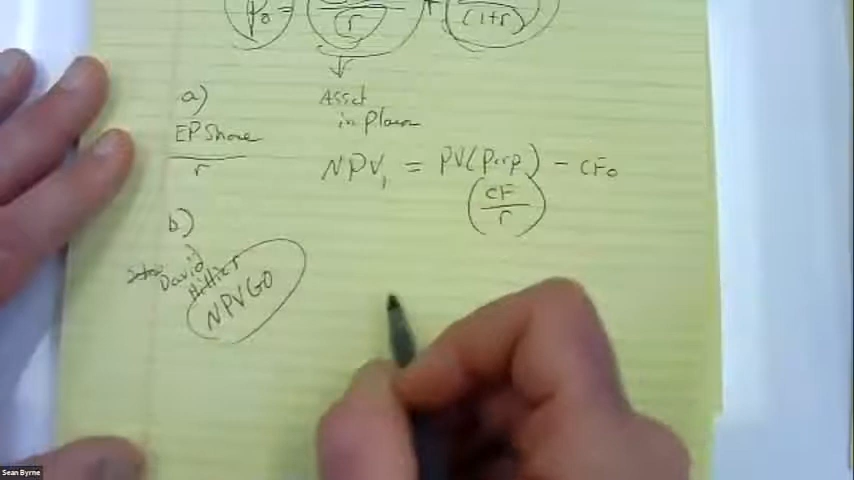 P₀ = ( r ) + ( (1+r) )
a)
Asset
in place
EPShare
r
NPV₁ = PV(Perp) - CF₀
(CF
r)
b)
David
Hillier
NPVGO
Sean Byrne